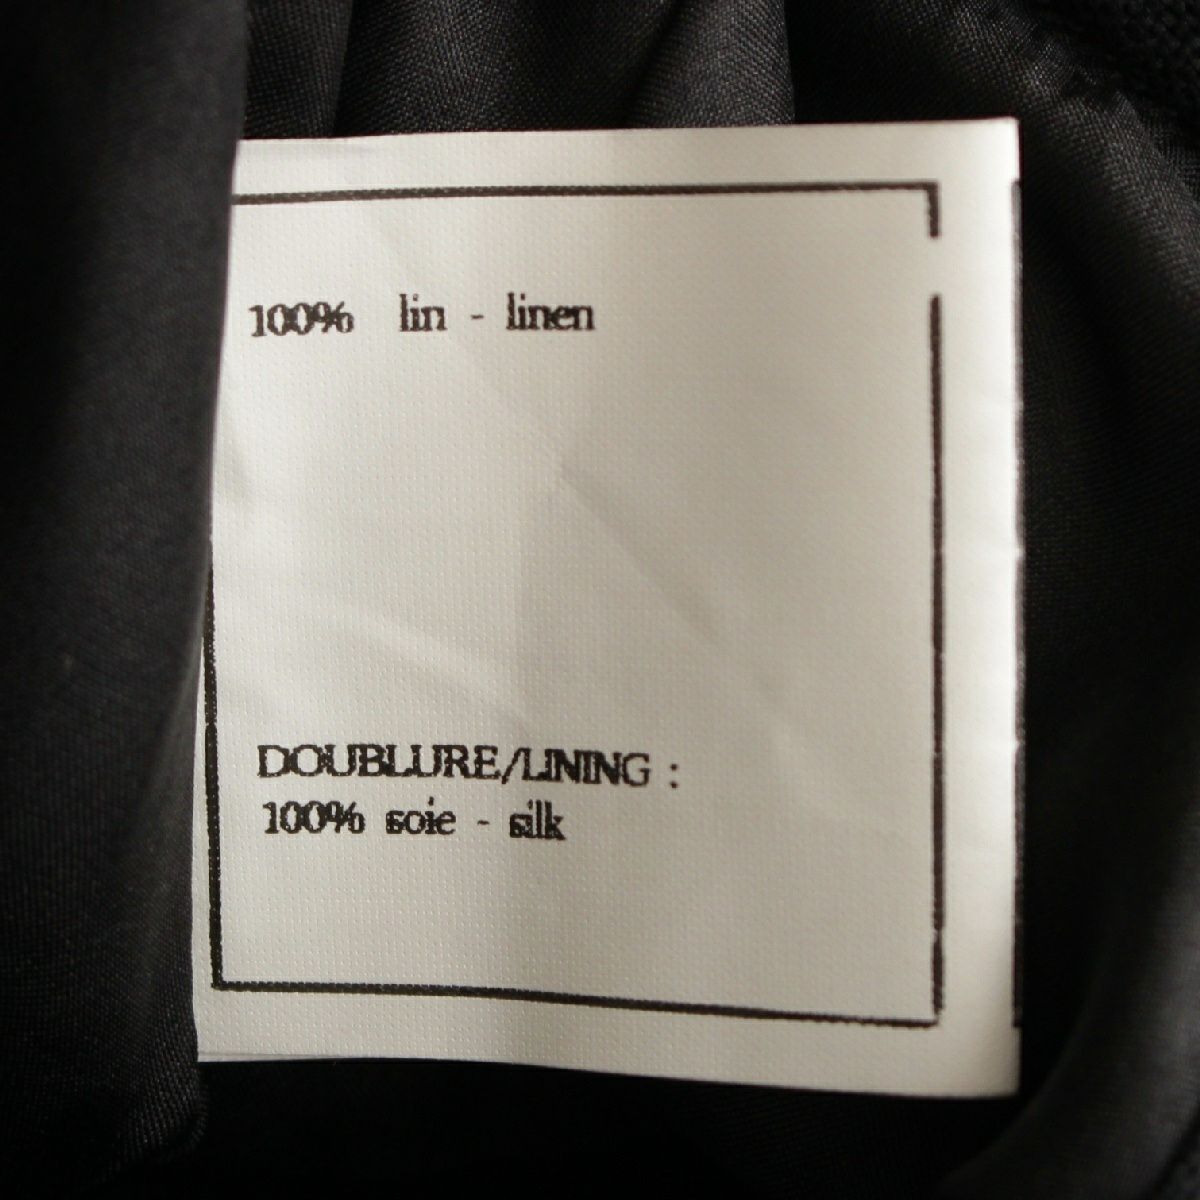 100% lin - linen
DOUBLURE/LINING :
100% soie - silk